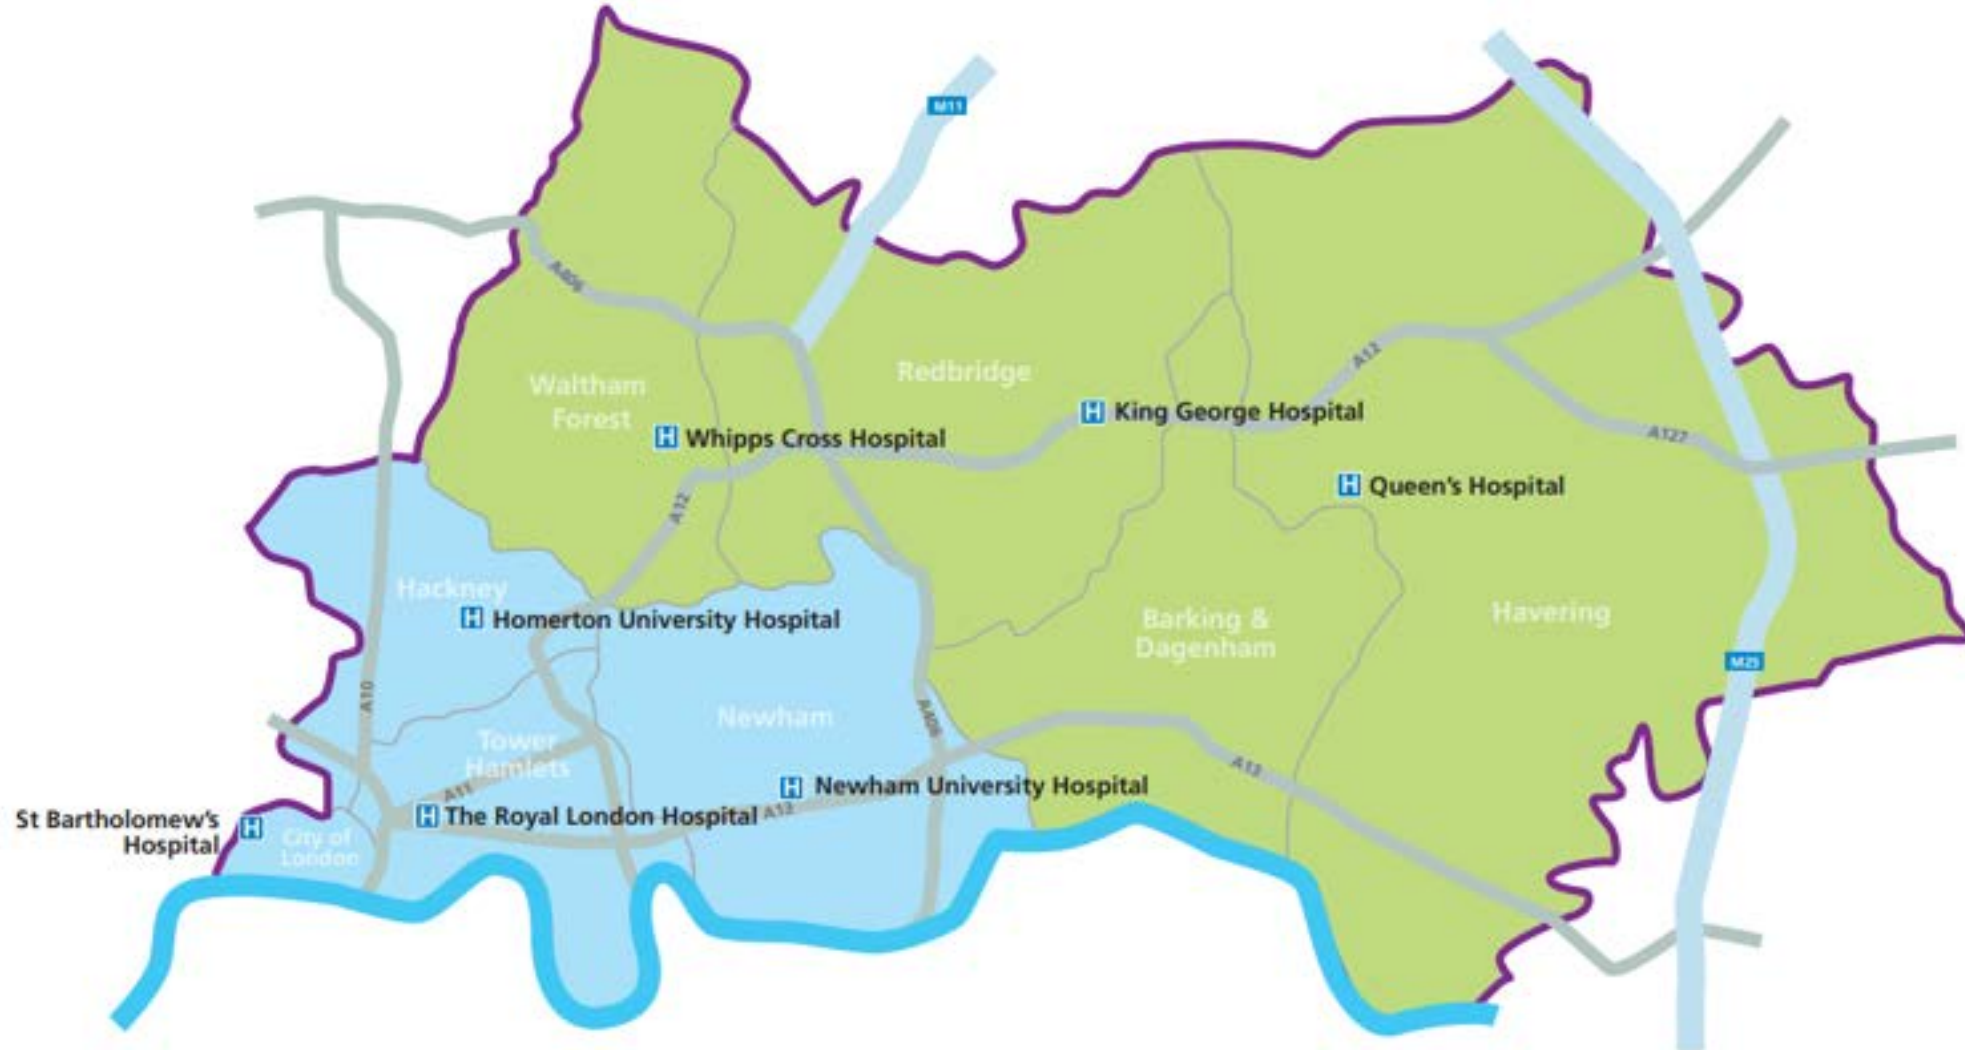 M11
A406
Waltham
Forest
Redbridge
A12
H King George Hospital
H Whipps Cross Hospital
A127
A12
H Queen's Hospital
Hackney
H Homerton University Hospital
Barking &
Dagenham
Havering
M25
A10
Newham
A406
Tower
Hamlets
A13
A11
H Newham University Hospital
H The Royal London Hospital
A13
St Bartholomew's
Hospital
H
City of
London